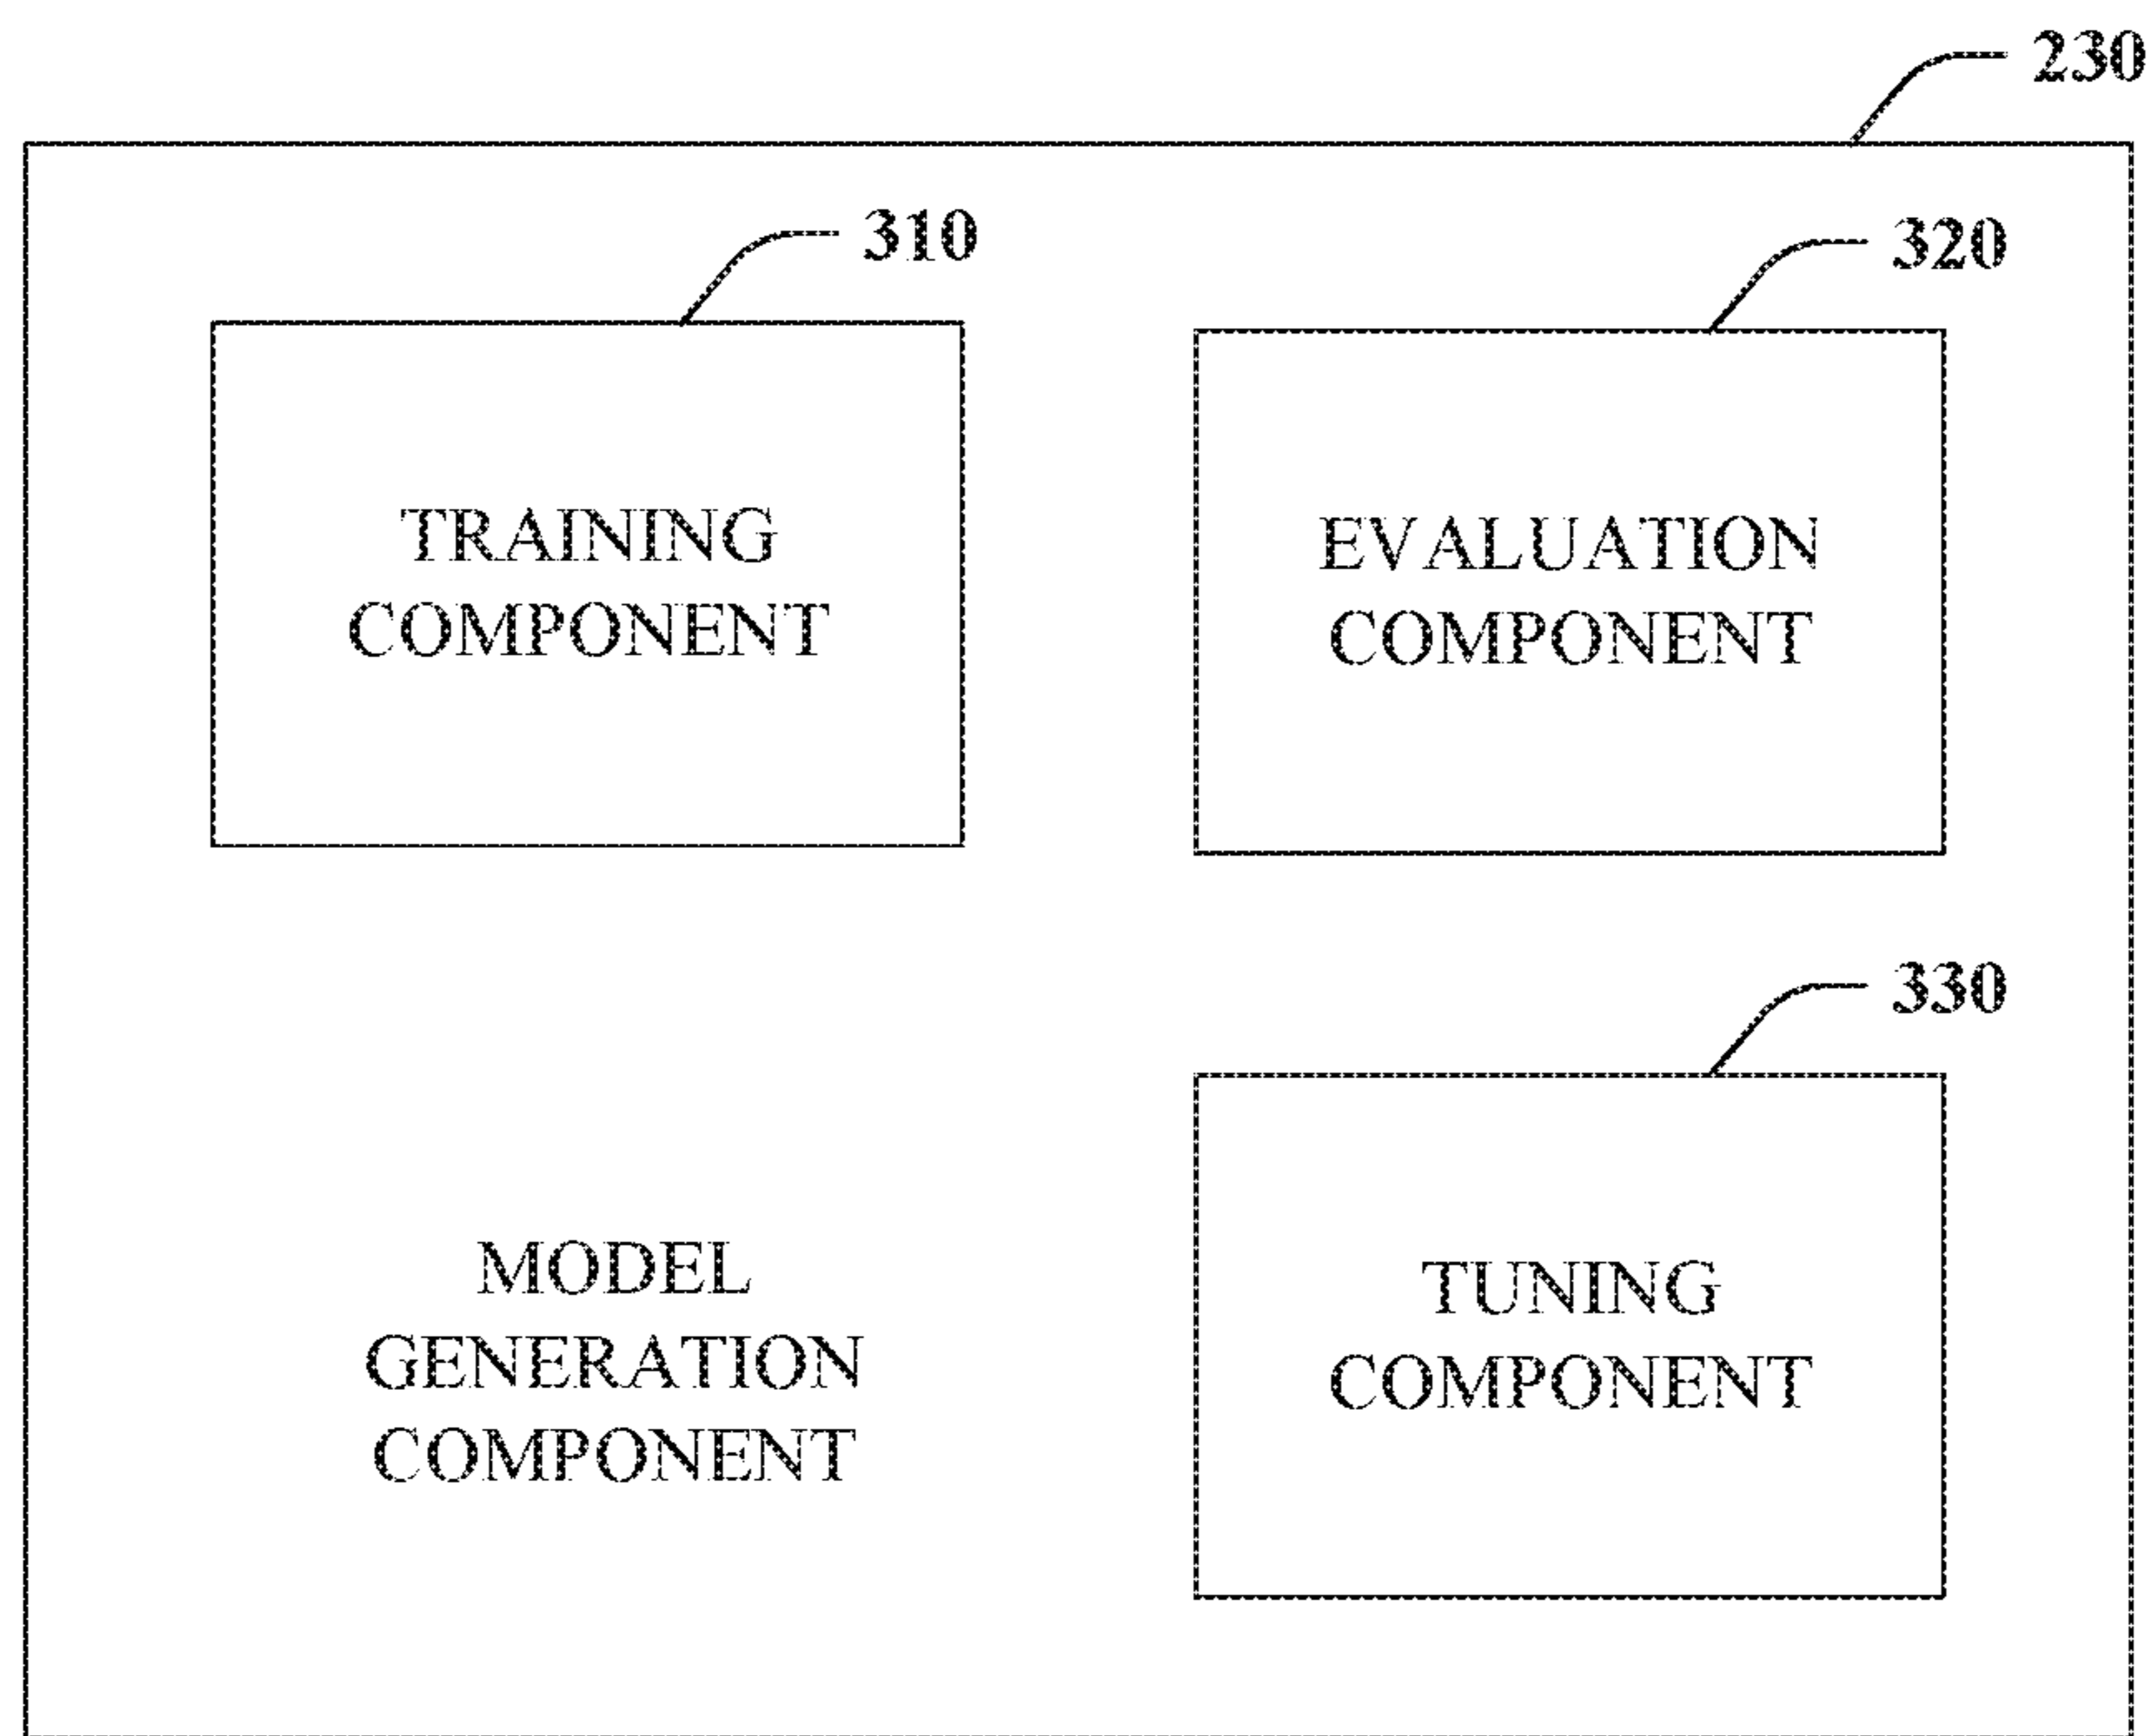 230
310
320
TRAINING
COMPONENT
EVALUATION
COMPONENT
330
MODEL
GENERATION
COMPONENT
TUNING
COMPONENT